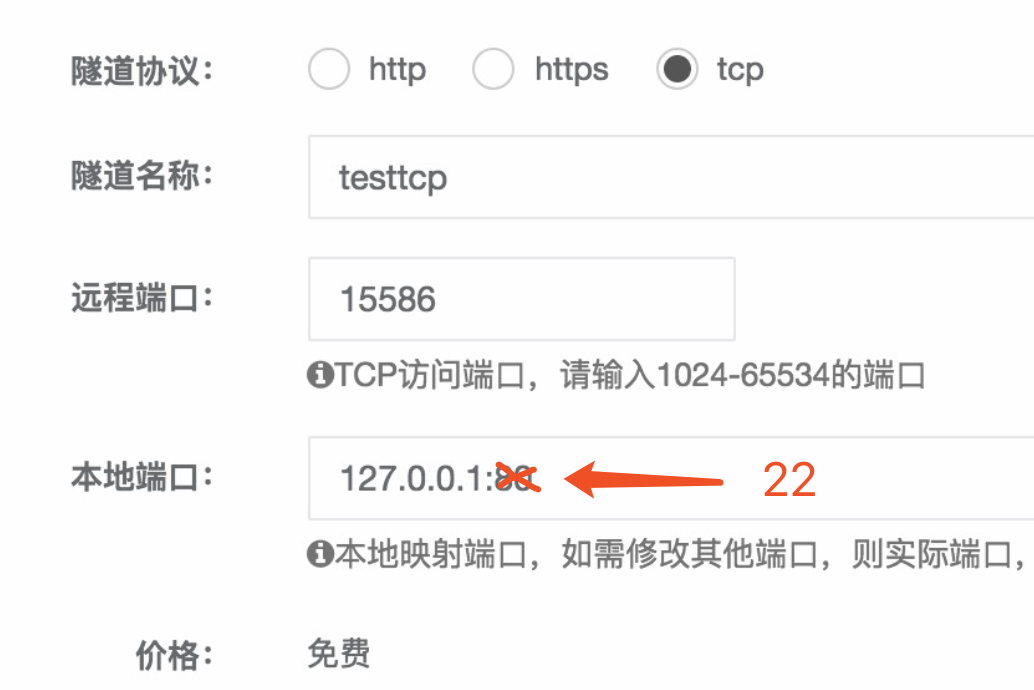 隧道协议： http https tcp
隧道名称： testtcp
远程端口： 15586
TCP访问端口，请输入1024-65534的端口
本地端口： 127.0.0.1:80 22
本地映射端口，如需修改其他端口，则实际端口，
价格： 免费